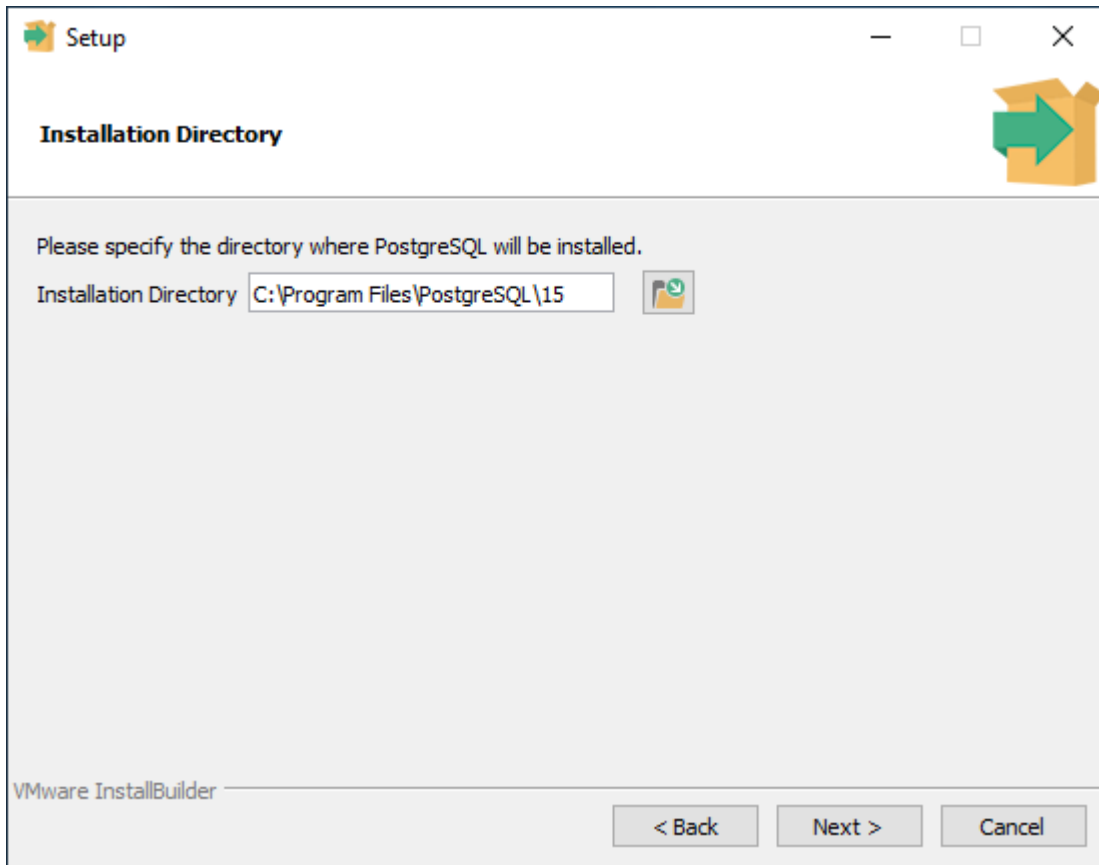 Setup
Installation Directory
Please specify the directory where PostgreSQL will be installed.
Installation Directory C:\Program Files\PostgreSQL\15
VMware InstallBuilder
< Back Next > Cancel